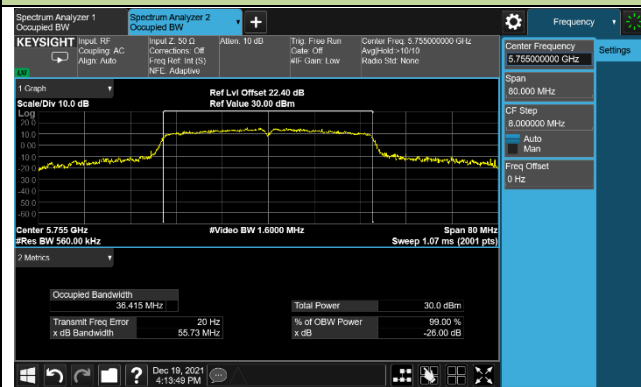 Spectrum Analyzer 1
Occupied BW
Spectrum Analyzer 2
Occupied BW
Frequency
KEYSIGHT
Input: RF
Coupling: AC
Align: Auto
Input Z: 50 Ω
Corrections: Off
Freq Ref: Int (S)
NFE: Adaptive
Atten: 10 dB
Trig: Free Run
Gate: Off
#IF Gain: Low
Center Freq: 5.755000000 GHz
Avg|Hold:>10/10
Radio Std: None
LXI
Center Frequency
5.755000000 GHz
Settings
Span
80.000 MHz
CF Step
8.000000 MHz
Auto
Man
Freq Offset
0 Hz
1 Graph
Scale/Div 10.0 dB
Ref Lvl Offset 22.40 dB
Ref Value 30.00 dBm
Log
20.0
10.0
0.00
-10.0
-20.0
-30.0
-40.0
-50.0
-60.0
Center 5.755 GHz
#Video BW 1.6000 MHz
Span 80 MHz
#Res BW 560.00 kHz
Sweep 1.07 ms (2001 pts)
2 Metrics
Occupied Bandwidth
36.415 MHz
Total Power 30.0 dBm
Transmit Freq Error 20 Hz
% of OBW Power 99.00 %
x dB Bandwidth 55.73 MHz
x dB -26.00 dB
?
Dec 19, 2021
4:13:49 PM